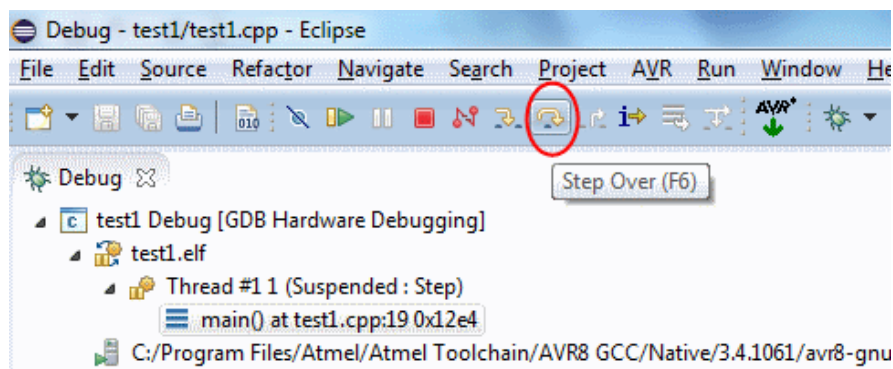 Debug - test1/test1.cpp - Eclipse
File Edit Source Refactor Navigate Search Project AVR Run Window He
010 i AVR
Debug
Step Over (F6)
c test1 Debug [GDB Hardware Debugging]
test1.elf
Thread #1 1 (Suspended : Step)
main() at test1.cpp:19 0x12e4
C:/Program Files/Atmel/Atmel Toolchain/AVR8 GCC/Native/3.4.1061/avr8-gnu